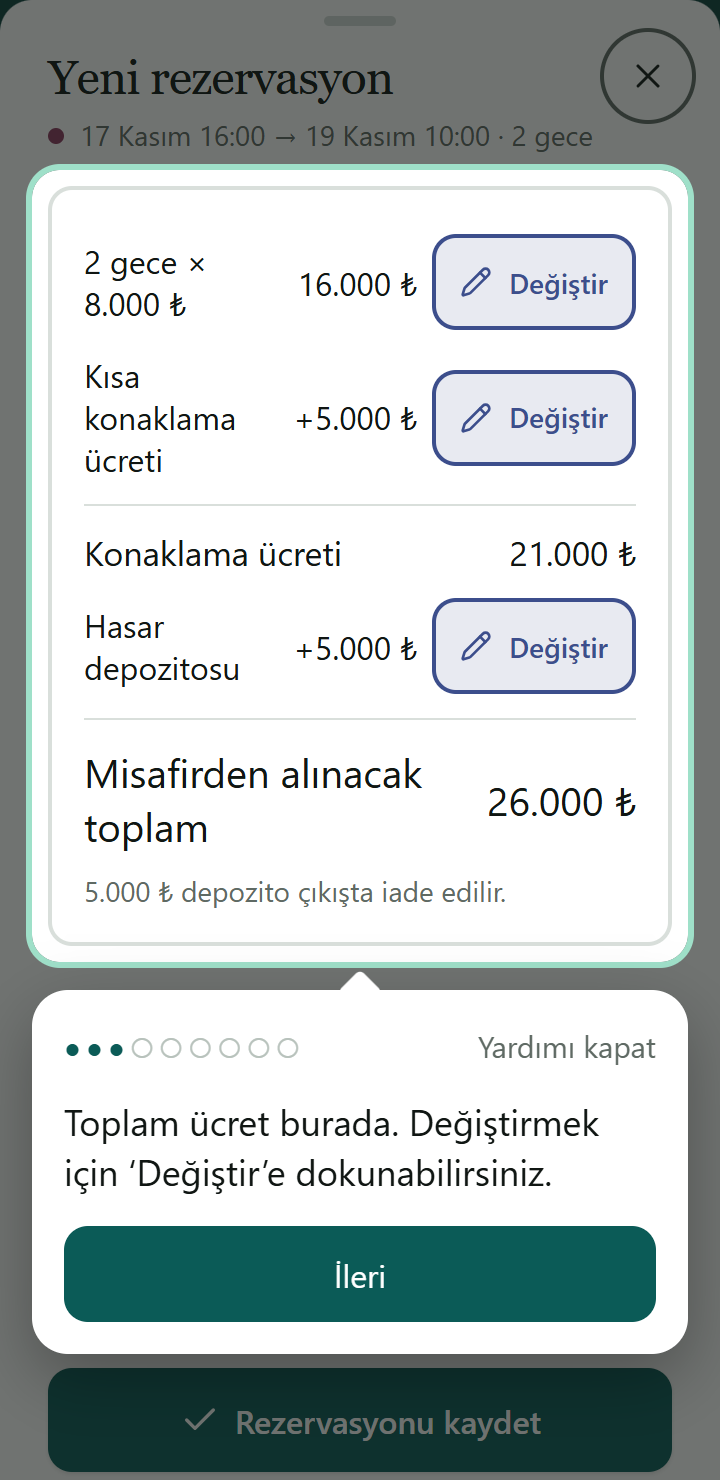 Yeni rezervasyon
17 Kasım 16:00 → 19 Kasım 10:00 · 2 gece
2 gece ×
8.000 ₺
16.000 ₺
Değiştir
Kısa
konaklama
ücreti
+5.000 ₺
Değiştir
Konaklama ücreti
21.000 ₺
Hasar
depozitosu
+5.000 ₺
Değiştir
Misafirden alınacak
toplam
26.000 ₺
5.000 ₺ depozito çıkışta iade edilir.
Yardımı kapat
Toplam ücret burada. Değiştirmek
için ‘Değiştir’e dokunabilirsiniz.
İleri
Rezervasyonu kaydet